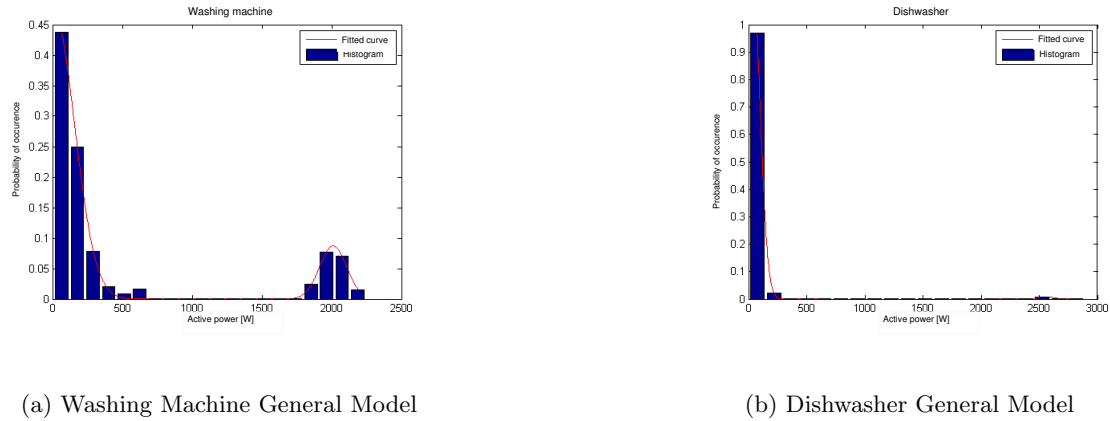 Washing machine
0.45
0.4
0.35
0.3
0.25
0.2
0.15
0.1
0.05
0
Probability of occurence
Fitted curve
Histogram
0 500 1000 1500 2000 2500
Active power [W]
(a) Washing Machine General Model
Dishwasher
1
0.9
0.8
0.7
0.6
0.5
0.4
0.3
0.2
0.1
0
Probability of occurence
Fitted curve
Histogram
0 500 1000 1500 2000 2500 3000
Active power [W]
(b) Dishwasher General Model